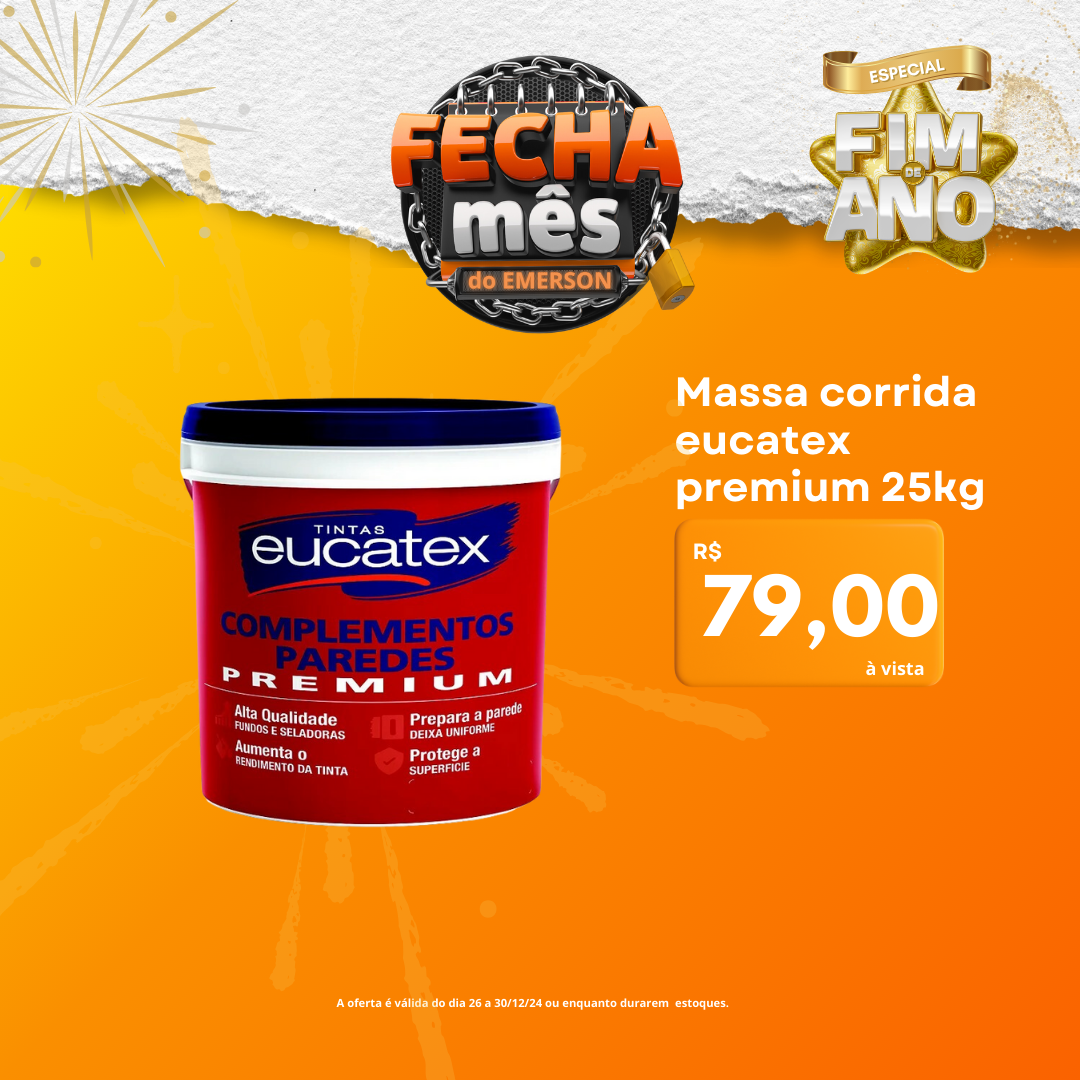 FECHA
mês
do EMERSON
ESPECIAL
FIM
DE
ANO
Massa corrida
eucatex
premium 25kg
R$
79,00
à vista
TINTAS
eucatex
COMPLEMENTOS
PAREDES
PREMIUM
Alta Qualidade
FUNDOS E SELADORAS
Prepara a parede
DEIXA UNIFORME
Aumenta o
RENDIMENTO DA TINTA
Protege a
SUPERFICIE
A oferta é válida do dia 26 a 30/12/24 ou enquanto durarem estoques.